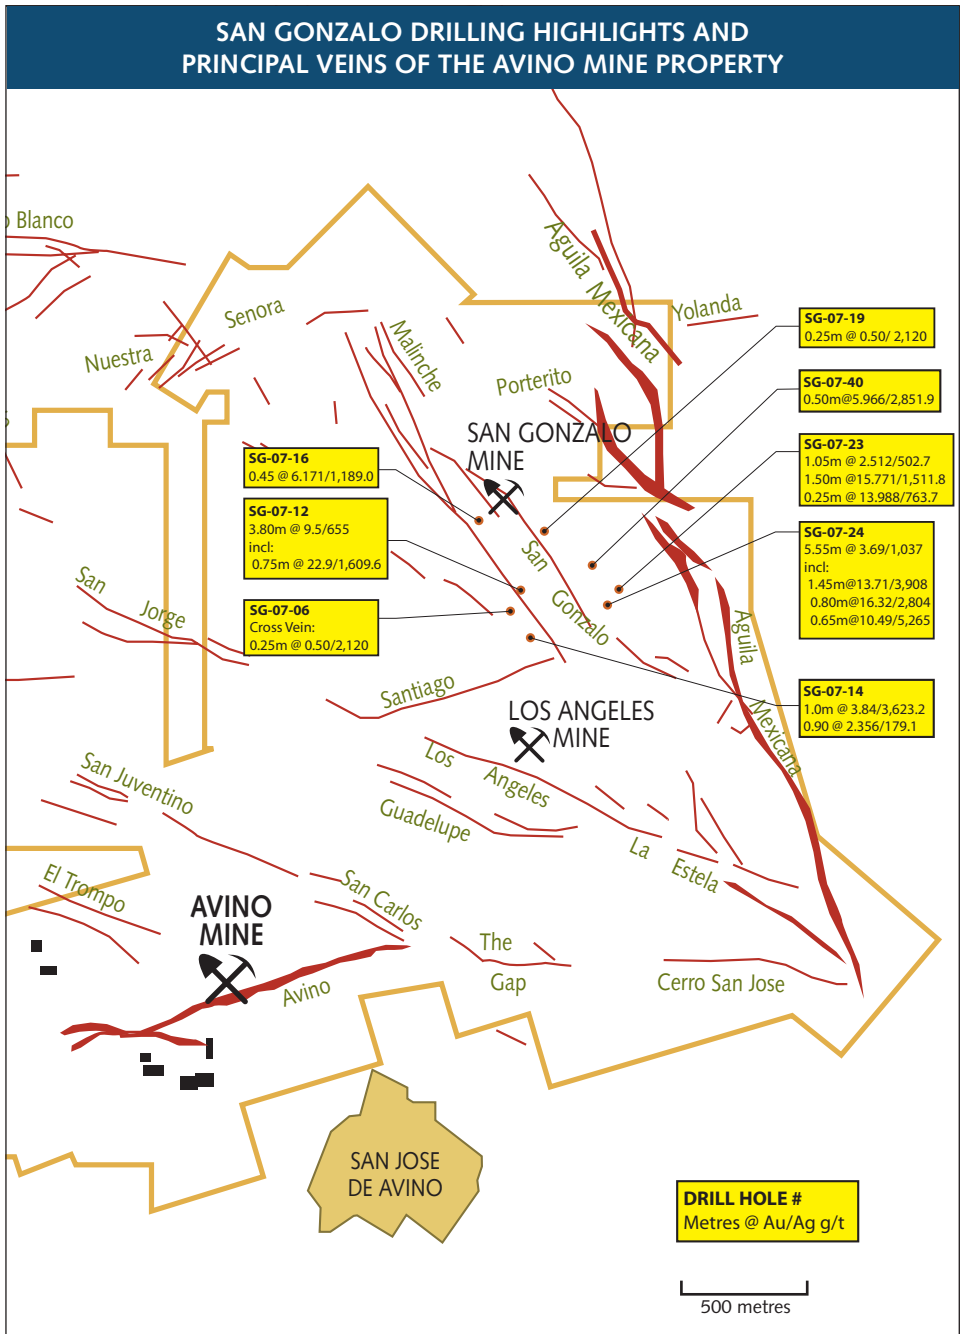 SAN GONZALO DRILLING HIGHLIGHTS AND
PRINCIPAL VEINS OF THE AVINO MINE PROPERTY
Blanco
Aguila
Mexicana
Yolanda
Senora
Nuestra
Malinche
Porterito
SG-07-19
0.25m @ 0.50/ 2,120
SG-07-40
0.50m@5.966/2,851.9
SAN GONZALO
MINE
SG-07-23
1.05m @ 2.512/502.7
1.50m @15.771/1,511.8
0.25m @ 13.988/763.7
SG-07-16
0.45 @ 6.171/1,189.0
SG-07-12
3.80m @ 9.5/655
incl:
0.75m @ 22.9/1,609.6
SG-07-24
5.55m @ 3.69/1,037
incl:
1.45m@13.71/3,908
0.80m@16.32/2,804
0.65m@10.49/5,265
San
Gonzalo
San
Jorge
SG-07-06
Cross Vein:
0.25m @ 0.50/2,120
Aguila
Mexicana
SG-07-14
1.0m @ 3.84/3,623.2
0.90 @ 2.356/179.1
Santiago
LOS ANGELES
MINE
Los
Angeles
San Juventino
Guadelupe
La
Estela
El Trompo
San Carlos
AVINO
MINE
Avino
The
Gap
Cerro San Jose
SAN JOSE
DE AVINO
DRILL HOLE #
Metres @ Au/Ag g/t
500 metres